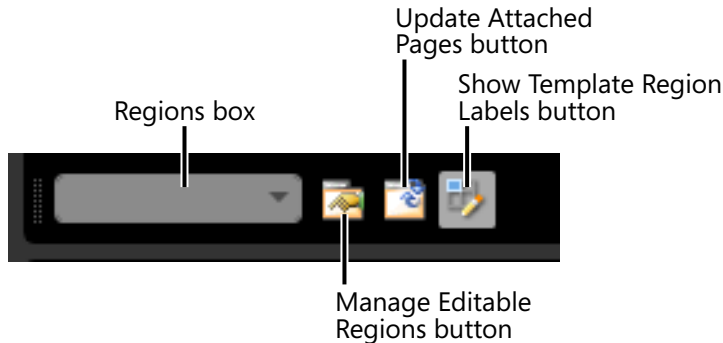 Update Attached
Pages button
Show Template Region
Labels button
Regions box
Manage Editable
Regions button